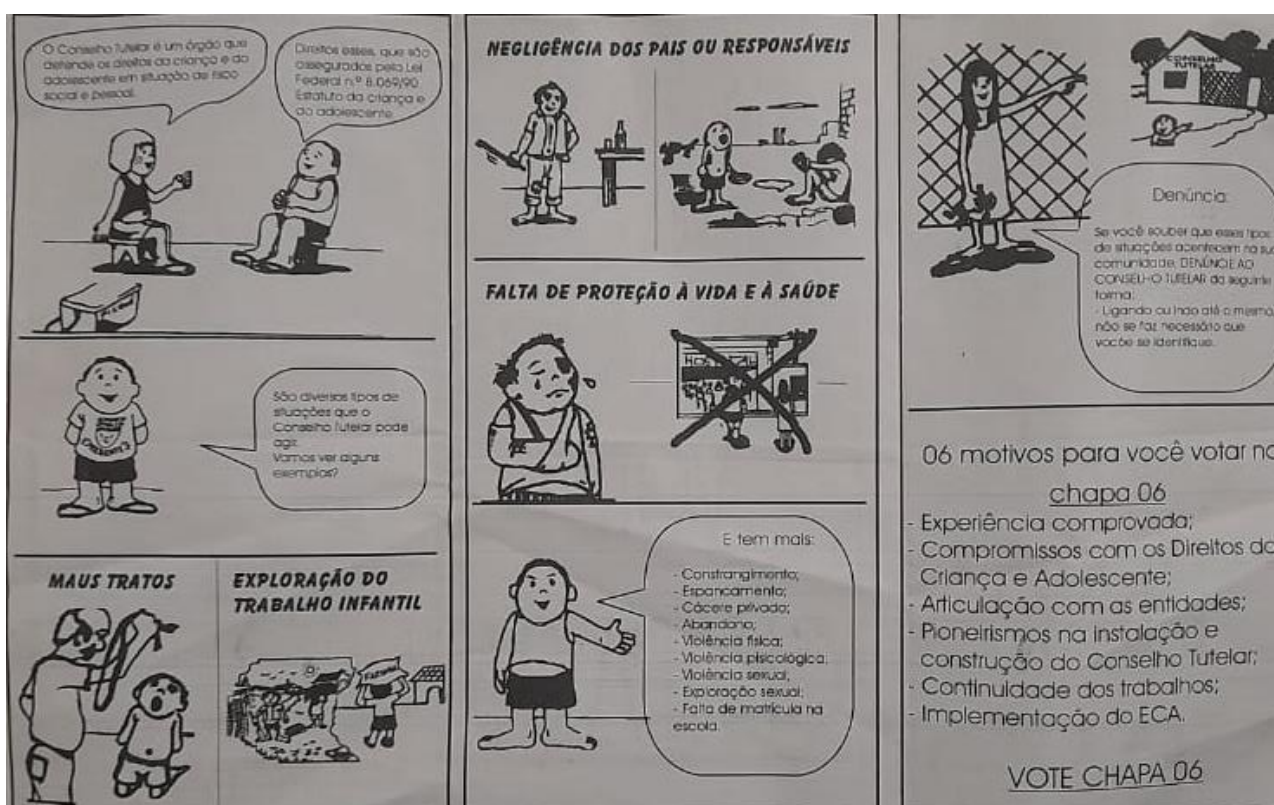 O Conselho Tutelar é um órgão que
defende os direitos da criança e do
adolescente em situação de risco
social e pessoal.
Direitos esses, que são
assegurados pela Lei
Federal n.º 8.069/90
Estatuto da criança e
do adolescente.
São diversos tipos de
situações que o
Conselho Tutelar pode
agir.
Vamos ver alguns
exemplos?
MAUS TRATOS
EXPLORAÇÃO DO
TRABALHO INFANTIL
NEGLIGÊNCIA DOS PAIS OU RESPONSÁVEIS
FALTA DE PROTEÇÃO À VIDA E À SAÚDE
E tem mais:
- Constrangimento;
- Espancamento;
- Cácere privado;
- Abandono;
- Violência física;
- Violência pisicológica;
- Violência sexual;
- Exploração sexual;
- Falta de matrícula na
escola.
CONSELHO
TUTELAR
Denúncia:
Se você souber que esses tipos
de situações acontecem na sua
comunidade, DENÚNCIE AO
CONSELHO TUTELAR da seguinte
forma:
- Ligando ou indo até o mesmo,
não se faz necessário que
vocêe se identifique.
06 motivos para você votar na
chapa 06
- Experiência comprovada;
- Compromissos com os Direitos da
Criança e Adolescente;
- Articulação com as entidades;
- Pioneirismos na instalação e
construção do Conselho Tutelar;
- Continuidade dos trabalhos;
- Implementação do ECA.
VOTE CHAPA 06